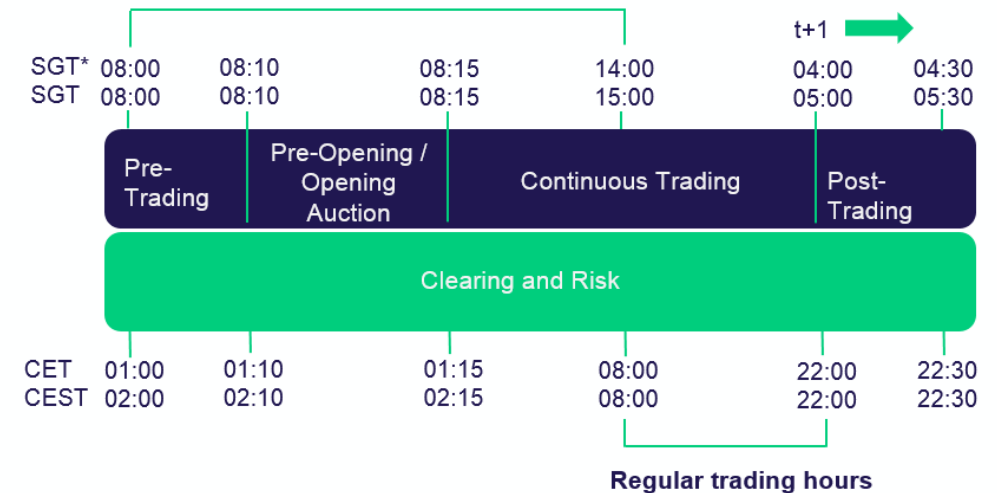 t+1
SGT* 08:00 08:10 08:15 14:00 04:00 04:30
SGT 08:00 08:10 08:15 15:00 05:00 05:30
Pre-
Trading
Pre-Opening /
Opening
Auction
Continuous Trading
Post-
Trading
Clearing and Risk
CET 01:00 01:10 01:15 08:00 22:00 22:30
CEST 02:00 02:10 02:15 08:00 22:00 22:30
Regular trading hours